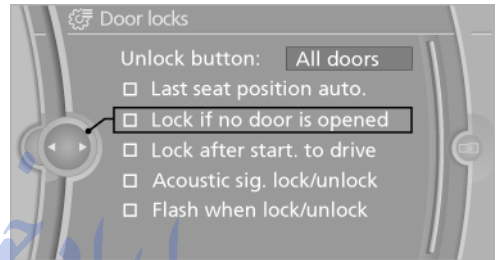 Door locks
Unlock button: All doors
Last seat position auto.
Lock if no door is opened
Lock after start. to drive
Acoustic sig. lock/unlock
Flash when lock/unlock